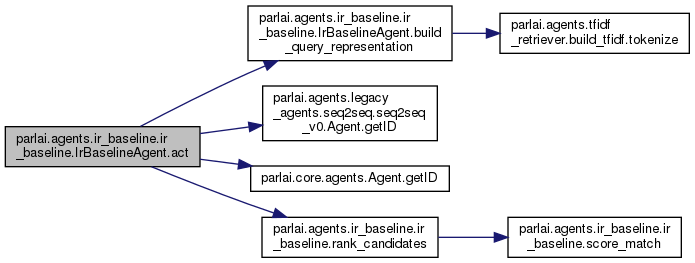 parlai.agents.ir_baseline.ir
_baseline.IrBaselineAgent.act
parlai.agents.ir_baseline.ir
_baseline.IrBaselineAgent.build
_query_representation
parlai.agents.tfidf
_retriever.build_tfidf.tokenize
parlai.agents.legacy
_agents.seq2seq.seq2seq
_v0.Agent.getID
parlai.core.agents.Agent.getID
parlai.agents.ir_baseline.ir
_baseline.rank_candidates
parlai.agents.ir_baseline.ir
_baseline.score_match